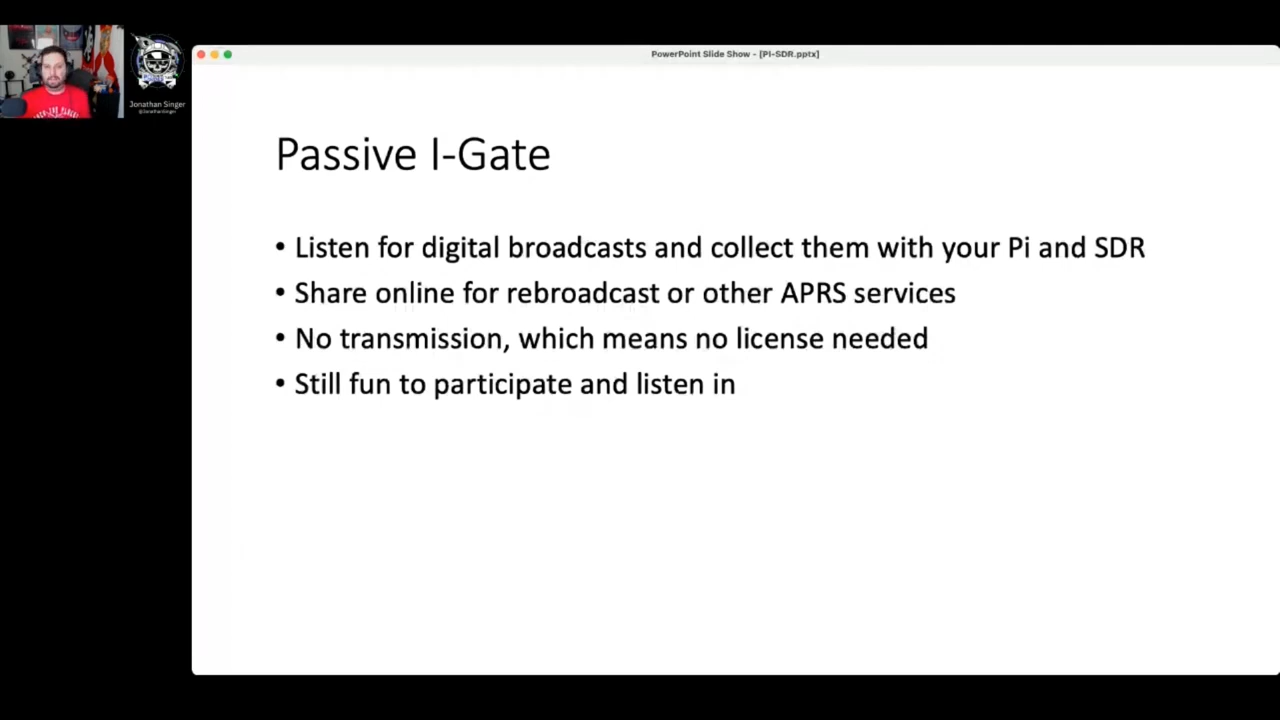 PowerPoint Slide Show - [PI-SDR.pptx]
Jonathan Singer
@JonathanSinger
Passive I-Gate
• Listen for digital broadcasts and collect them with your Pi and SDR
• Share online for rebroadcast or other APRS services
• No transmission, which means no license needed
• Still fun to participate and listen in